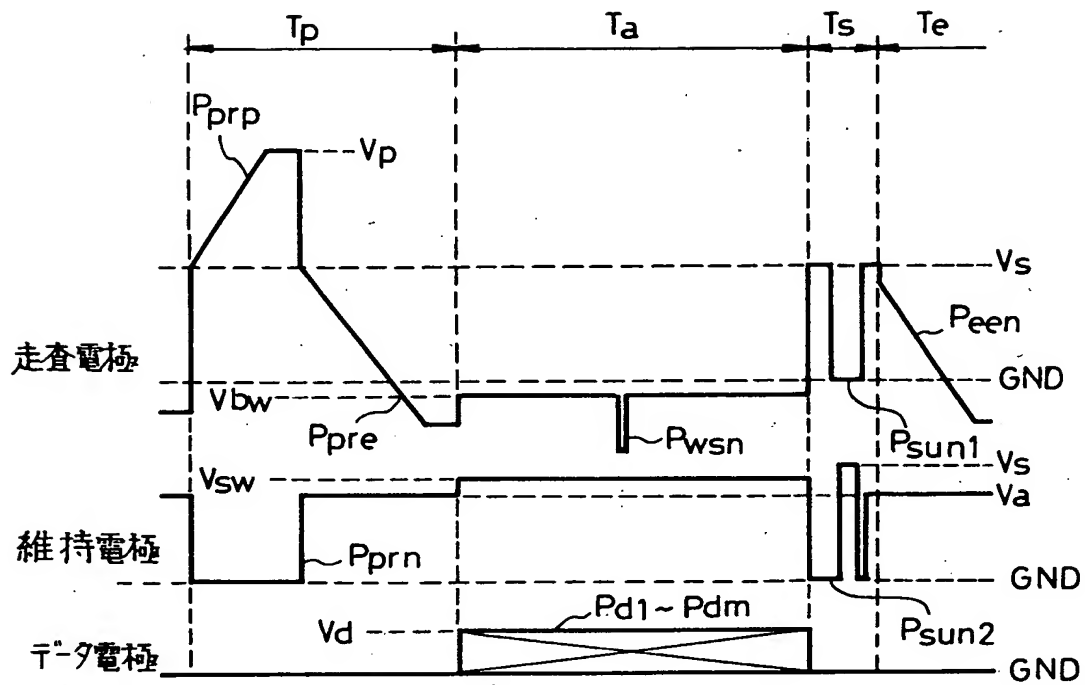 Tp Ta Ts Te
Pprp
Vp
Vs
Peen
走査電極
GND
Vbw
Ppre
Pwsn
Psun1
Vs
Vsw
Va
維持電極
Pprn
GND
Pd1~Pdm
Vd
Psun2
データ電極
GND